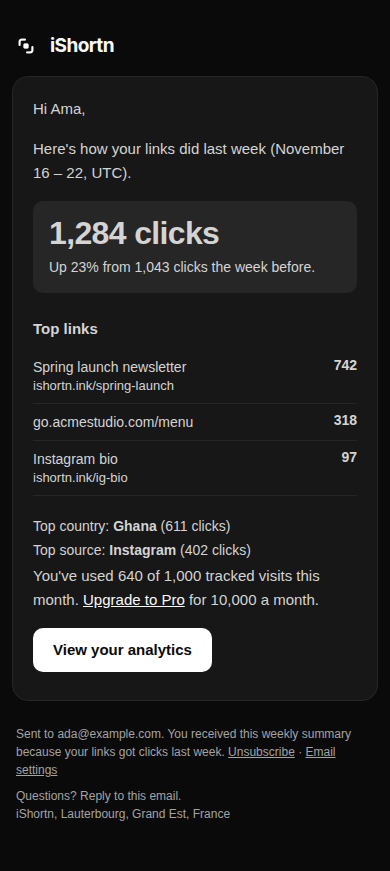 iShortn
Hi Ama,
Here's how your links did last week (November
16 – 22, UTC).
1,284 clicks
Up 23% from 1,043 clicks the week before.
Top links
Spring launch newsletter 742
ishortn.ink/spring-launch
go.acmestudio.com/menu 318
Instagram bio 97
ishortn.ink/ig-bio
Top country: Ghana (611 clicks)
Top source: Instagram (402 clicks)
You've used 640 of 1,000 tracked visits this
month. Upgrade to Pro for 10,000 a month.
View your analytics
Sent to ada@example.com. You received this weekly summary
because your links got clicks last week. Unsubscribe · Email
settings
Questions? Reply to this email.
iShortn, Lauterbourg, Grand Est, France